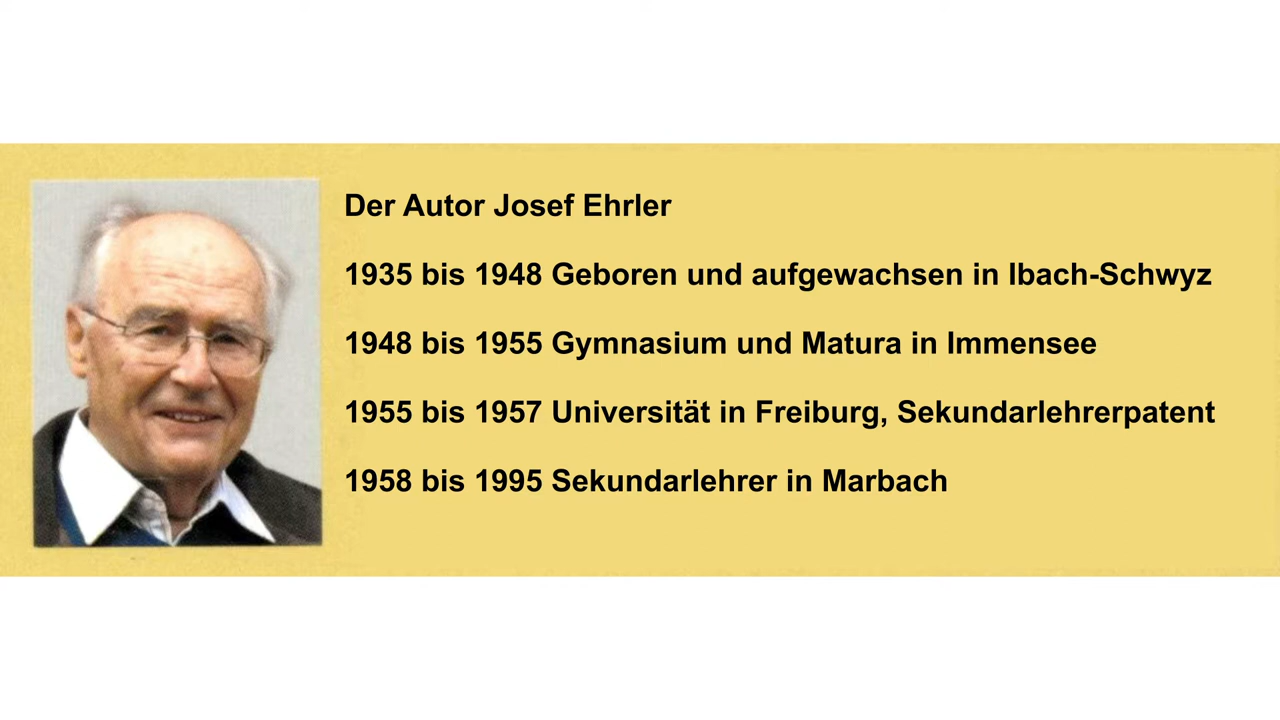 Der Autor Josef Ehrler
1935 bis 1948 Geboren und aufgewachsen in Ibach-Schwyz
1948 bis 1955 Gymnasium und Matura in Immensee
1955 bis 1957 Universität in Freiburg, Sekundarlehrerpatent
1958 bis 1995 Sekundarlehrer in Marbach